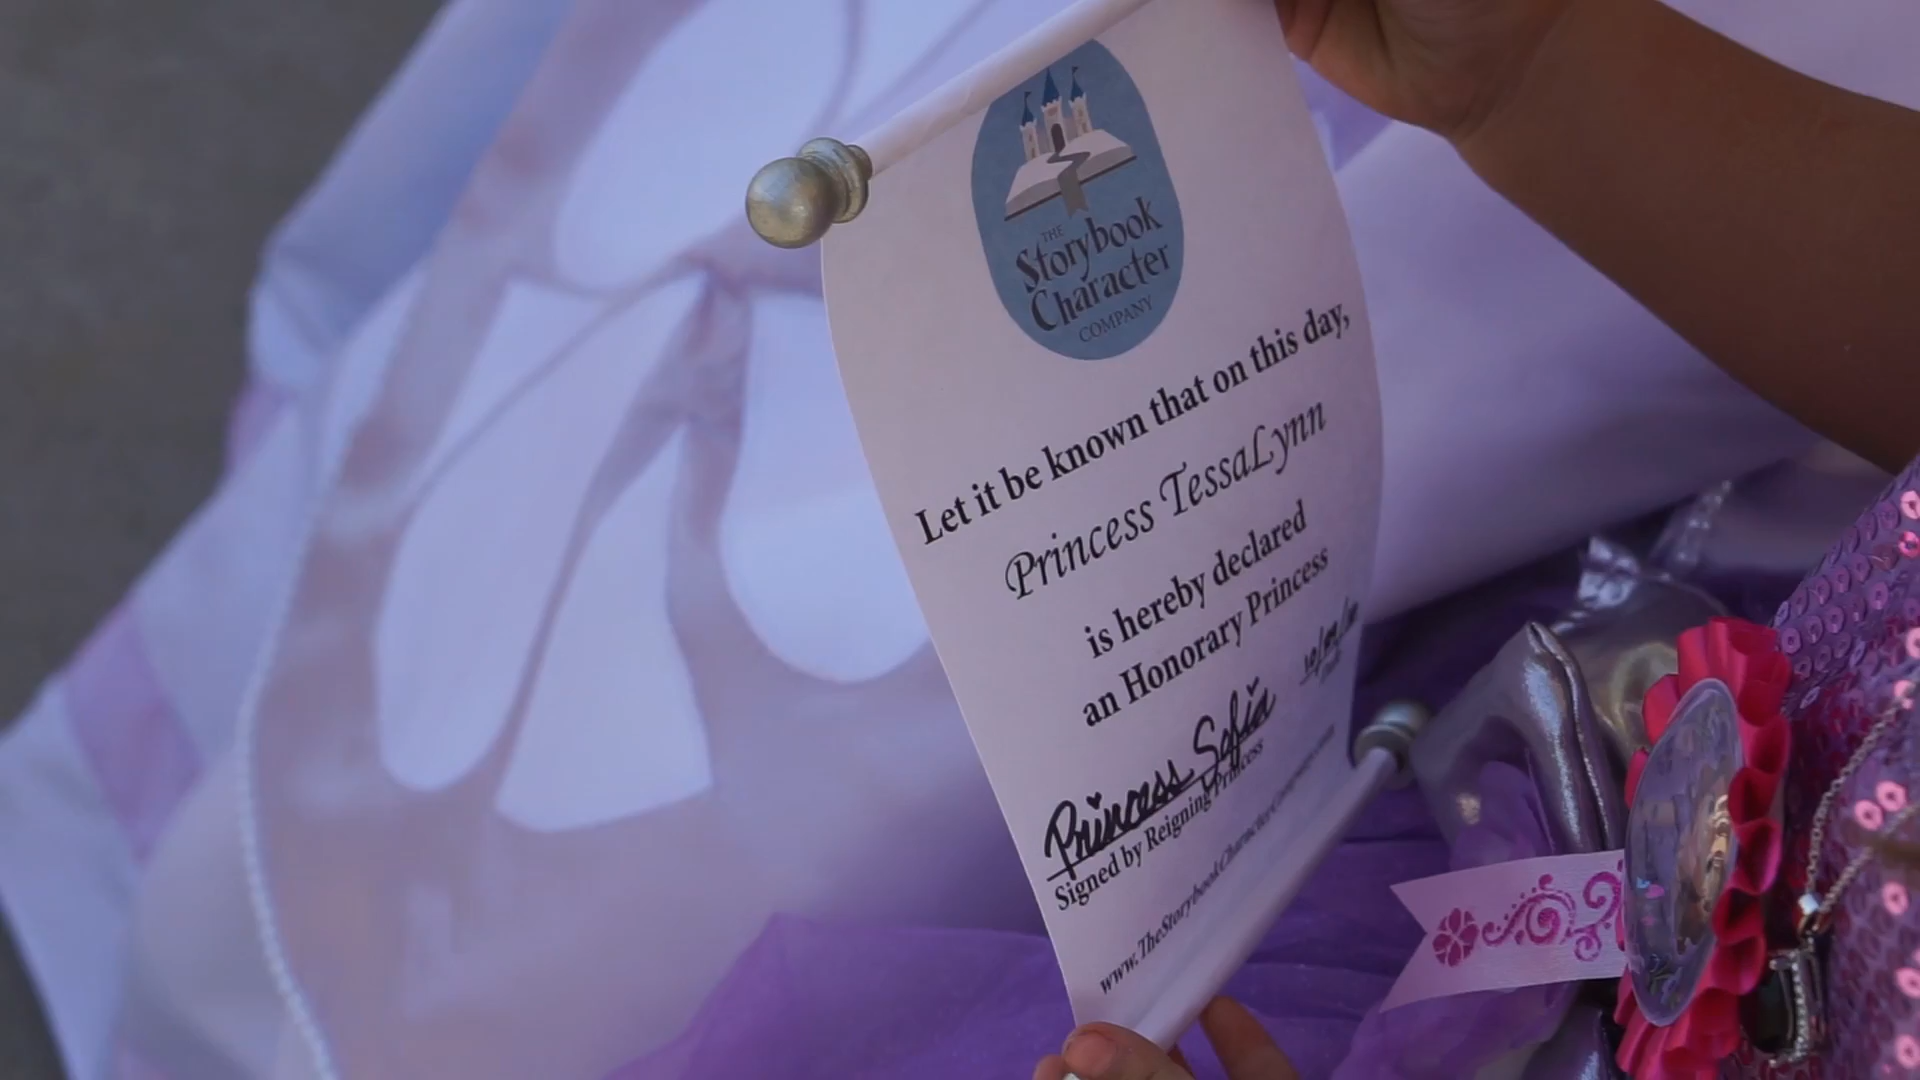 THE
Storybook
Character
COMPANY
Let it be known that on this day,
Princess TessaLynn
is hereby declared
an Honorary Princess
Princess Sofia
Signed by Reigning Princess
www.TheStorybookCharacterCompany.com